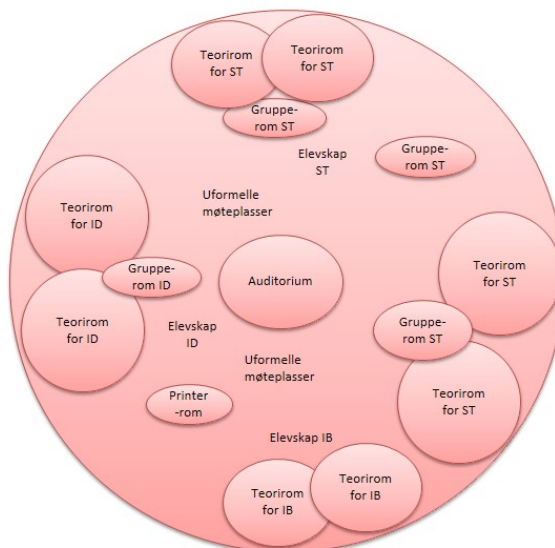 Teorirom
for ST
Teorirom
for ST
Gruppe-
rom ST
Elevskap
ST
Gruppe-
rom ST
Uformelle
møteplasser
Teorirom
for ID
Gruppe-
rom ID
Auditorium
Teorirom
for ST
Teorirom
for ID
Elevskap
ID
Gruppe-
rom ST
Uformelle
møteplasser
Printer
-rom
Teorirom
for ST
Elevskap IB
Teorirom
for IB
Teorirom
for IB